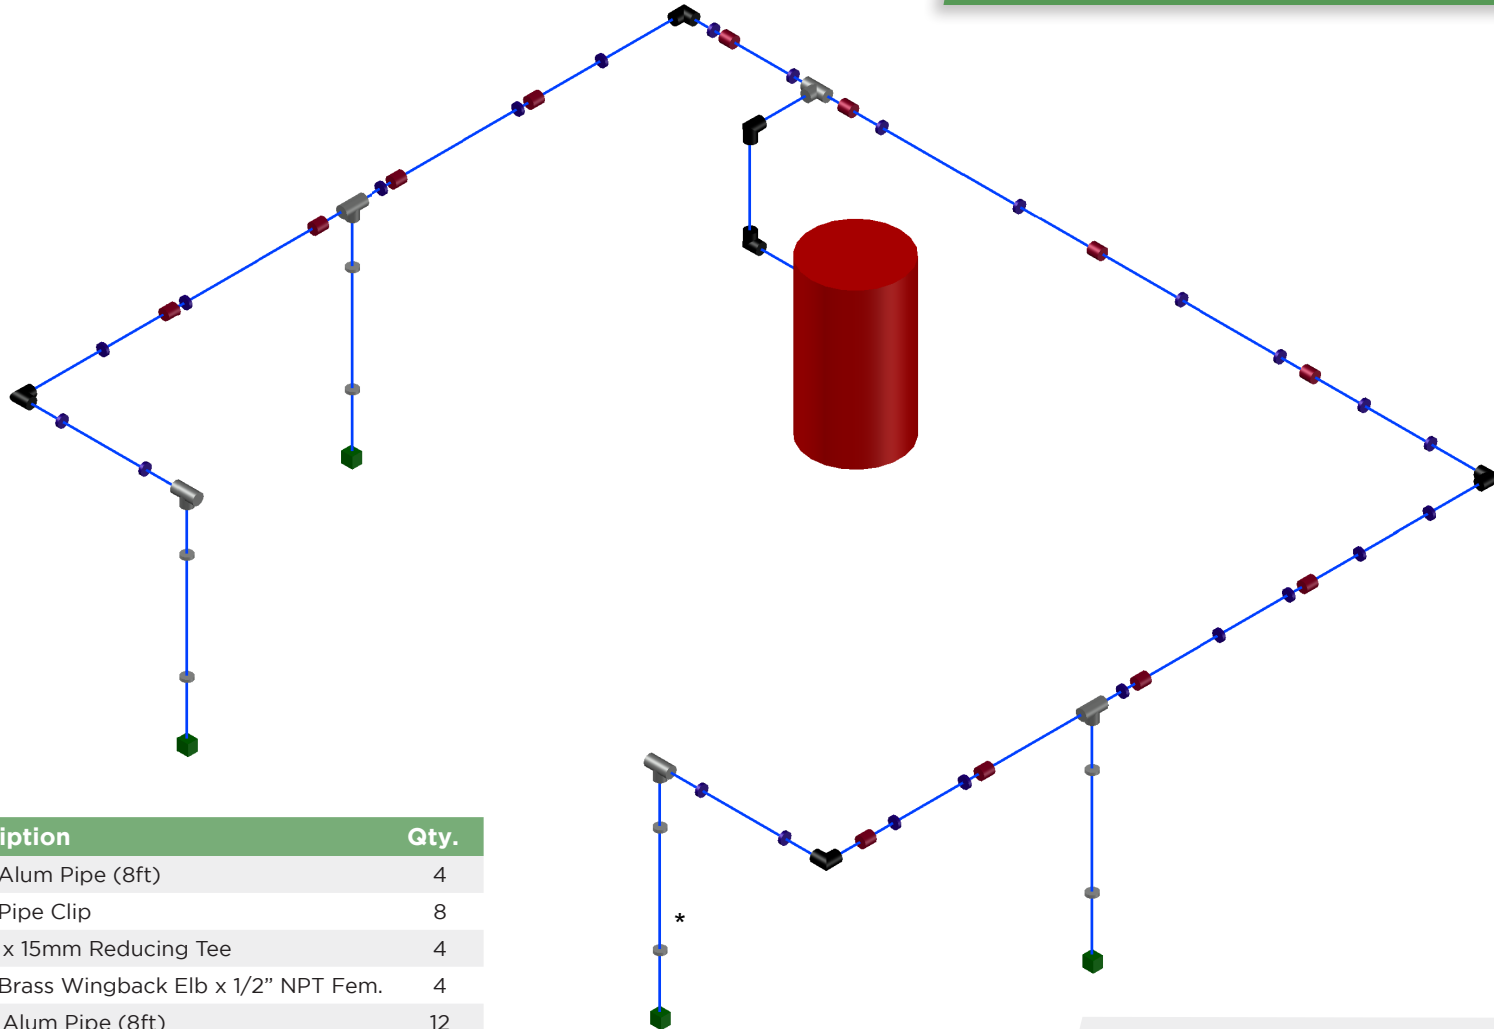 *
iption Qty.
Alum Pipe (8ft) 4
Pipe Clip 8
x 15mm Reducing Tee 4
Brass Wingback Elb x 1/2” NPT Fem. 4
Alum Pipe (8ft) 12